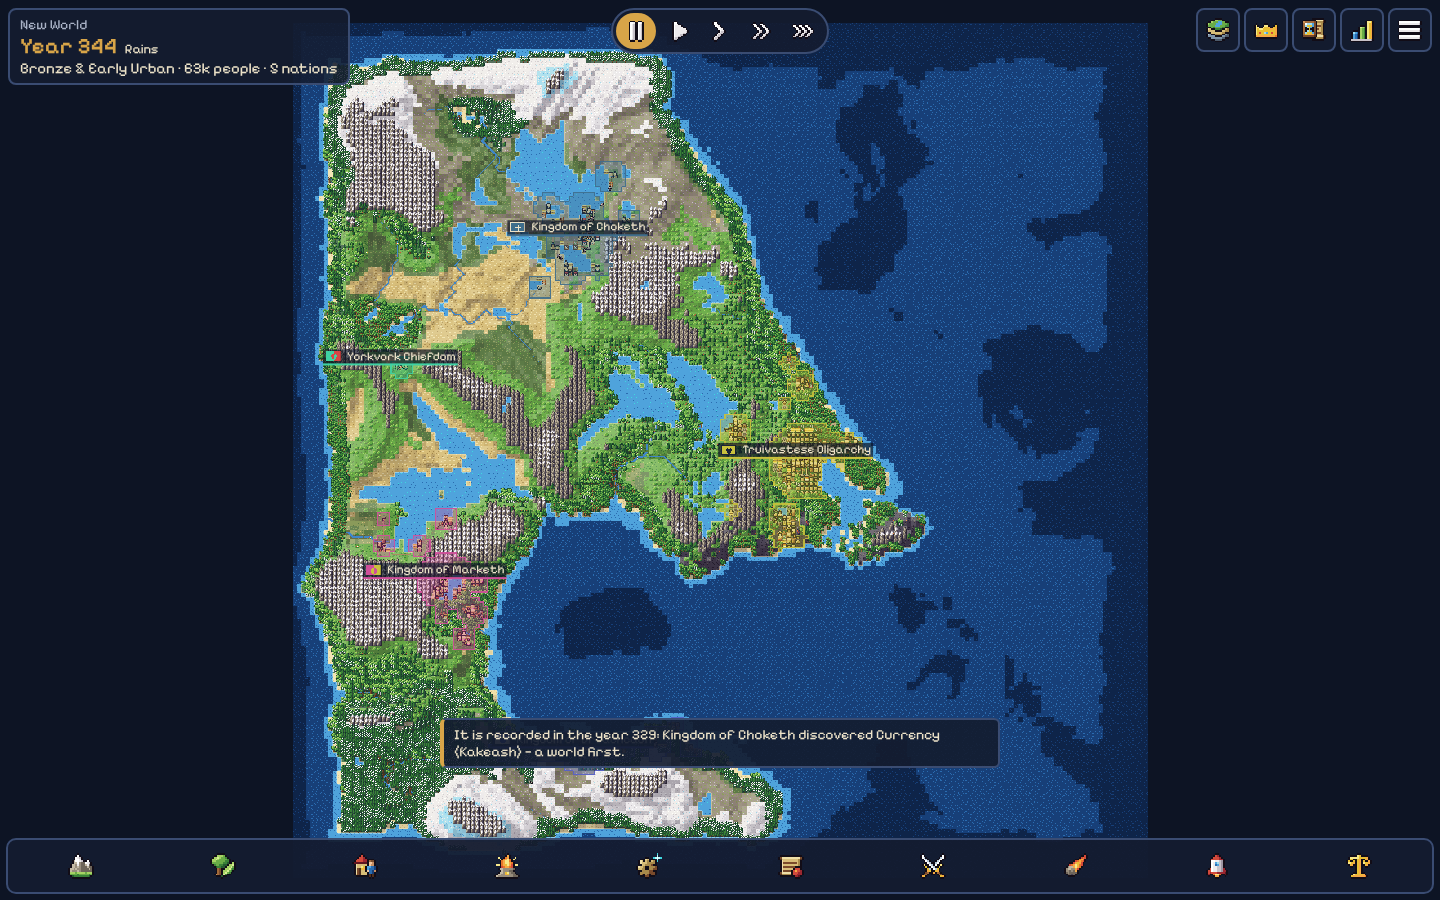 New World
Year 344 Rains
Bronze & Early Urban · 63k people · 8 nations
Kingdom of Choketh
Yorkvork Chiefdom
Truivastese Oligarchy
Kingdom of Marketh
It is recorded in the year 329: Kingdom of Choketh discovered Currency
(Kakeash) – a world first.